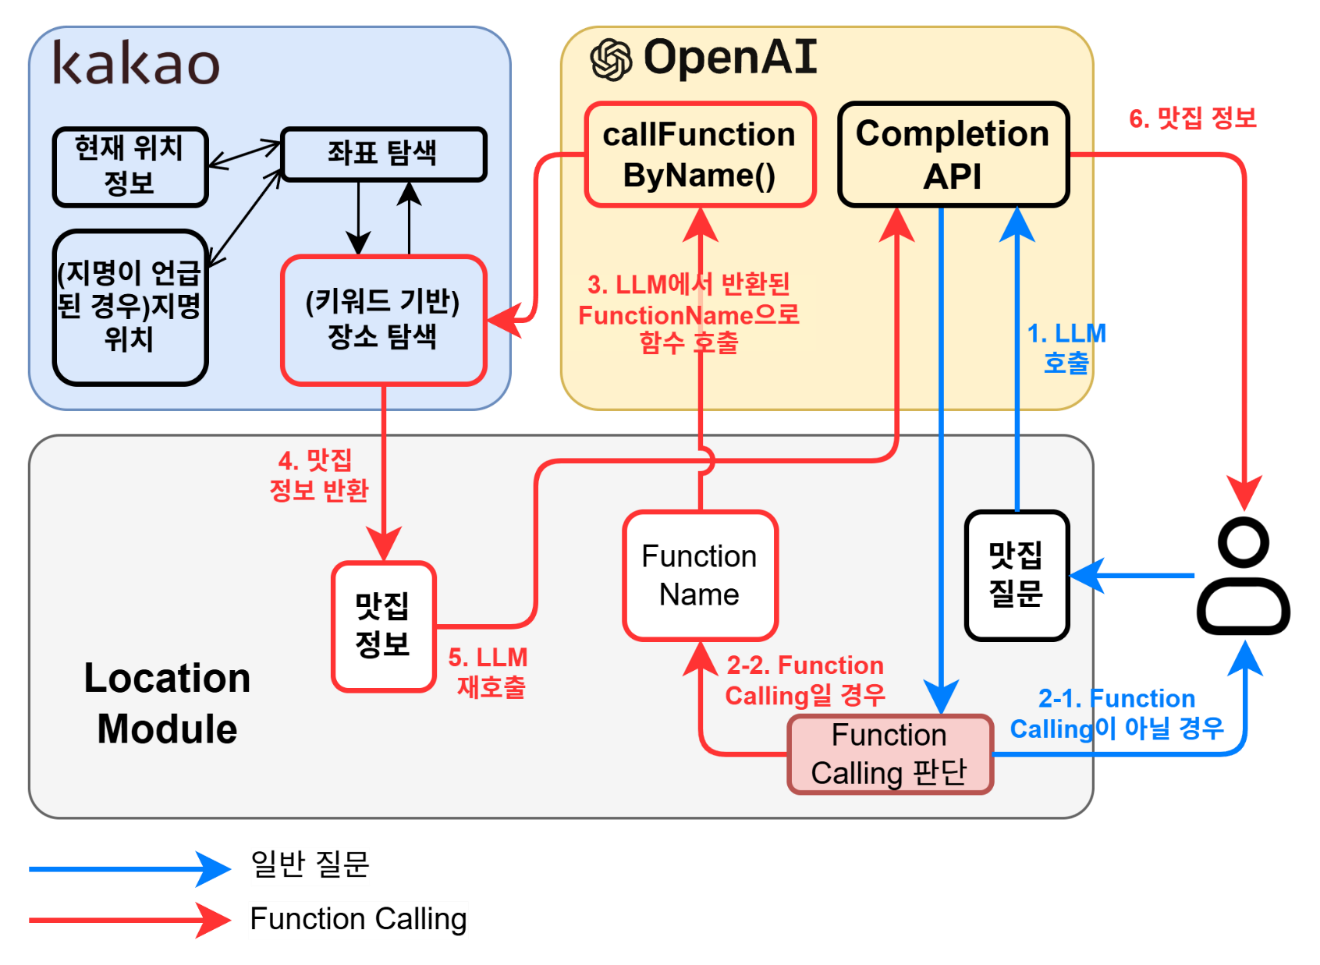 kakao
현재 위치
정보
좌표 탐색
(지명이 언급
된 경우)지명
위치
(키워드 기반)
장소 탐색
OpenAI
callFunction
ByName()
Completion
API
3. LLM에서 반환된
FunctionName으로
함수 호출
1. LLM
호출
6. 맛집 정보
4. 맛집
정보 반환
맛집
정보
5. LLM
재호출
Function
Name
맛집
질문
2-2. Function
Calling일 경우
2-1. Function
Calling이 아닐 경우
Function
Calling 판단
Location
Module
일반 질문
Function Calling